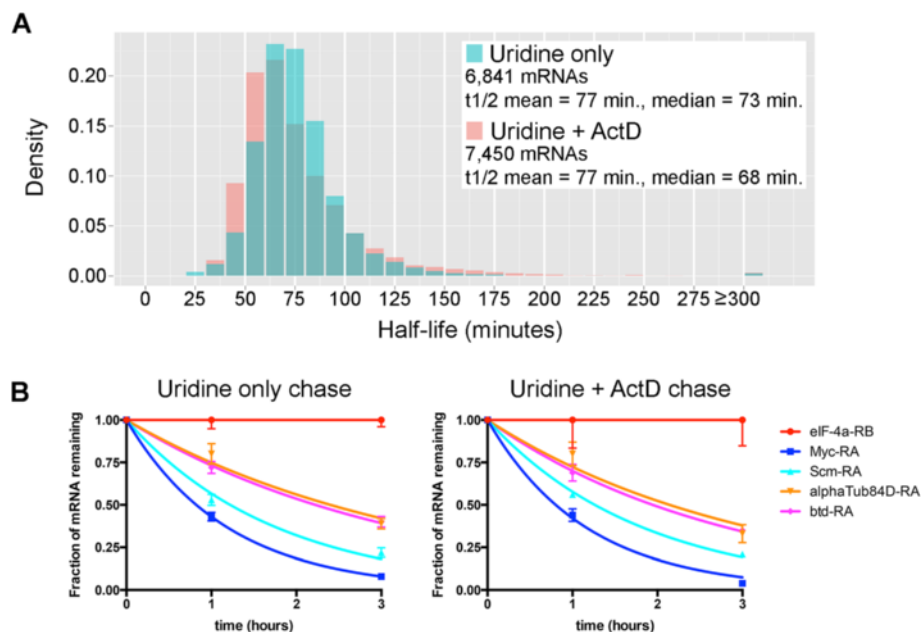 A
Density
0.20
0.15
0.10
0.05
0.00
Uridine only
6,841 mRNAs
t1/2 mean = 77 min., median = 73 min.
Uridine + ActD
7,450 mRNAs
t1/2 mean = 77 min., median = 68 min.
0 25 50 75 100 125 150 175 200 225 250 275 ≥300
Half-life (minutes)
B
Uridine only chase
Fraction of mRNA remaining
1.00
0.75
0.50
0.25
0.00
0 1 2 3
time (hours)
Uridine + ActD chase
Fraction of mRNA remaining
1.00
0.75
0.50
0.25
0.00
0 1 2 3
time (hours)
eIF-4a-RB
Myc-RA
Scm-RA
alphaTub84D-RA
btd-RA